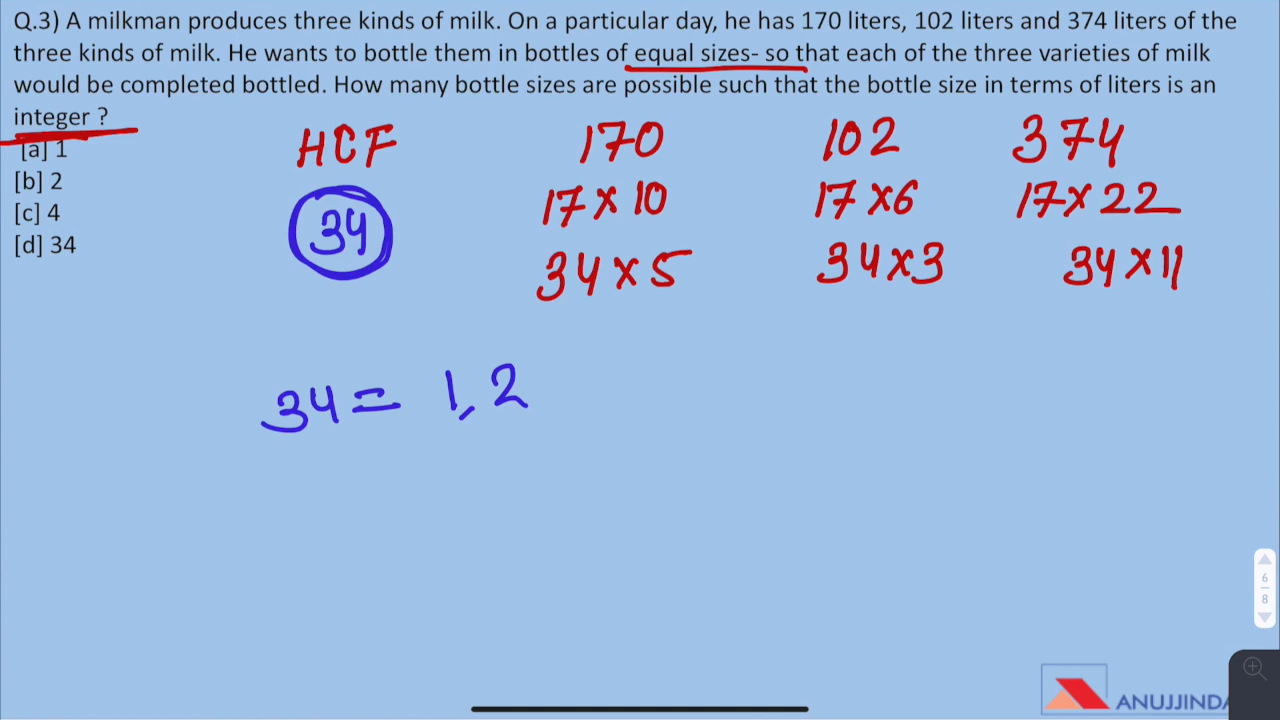 Q.3) A milkman produces three kinds of milk. On a particular day, he has 170 liters, 102 liters and 374 liters of the
three kinds of milk. He wants to bottle them in bottles of equal sizes- so that each of the three varieties of milk
would be completed bottled. How many bottle sizes are possible such that the bottle size in terms of liters is an
integer ?
[a] 1
[b] 2
[c] 4
[d] 34
HCF 170 102 374
34 17 × 10 17 × 6 17 × 22
34 × 5 34 × 3 34 × 11
34 = 1, 2
6
8